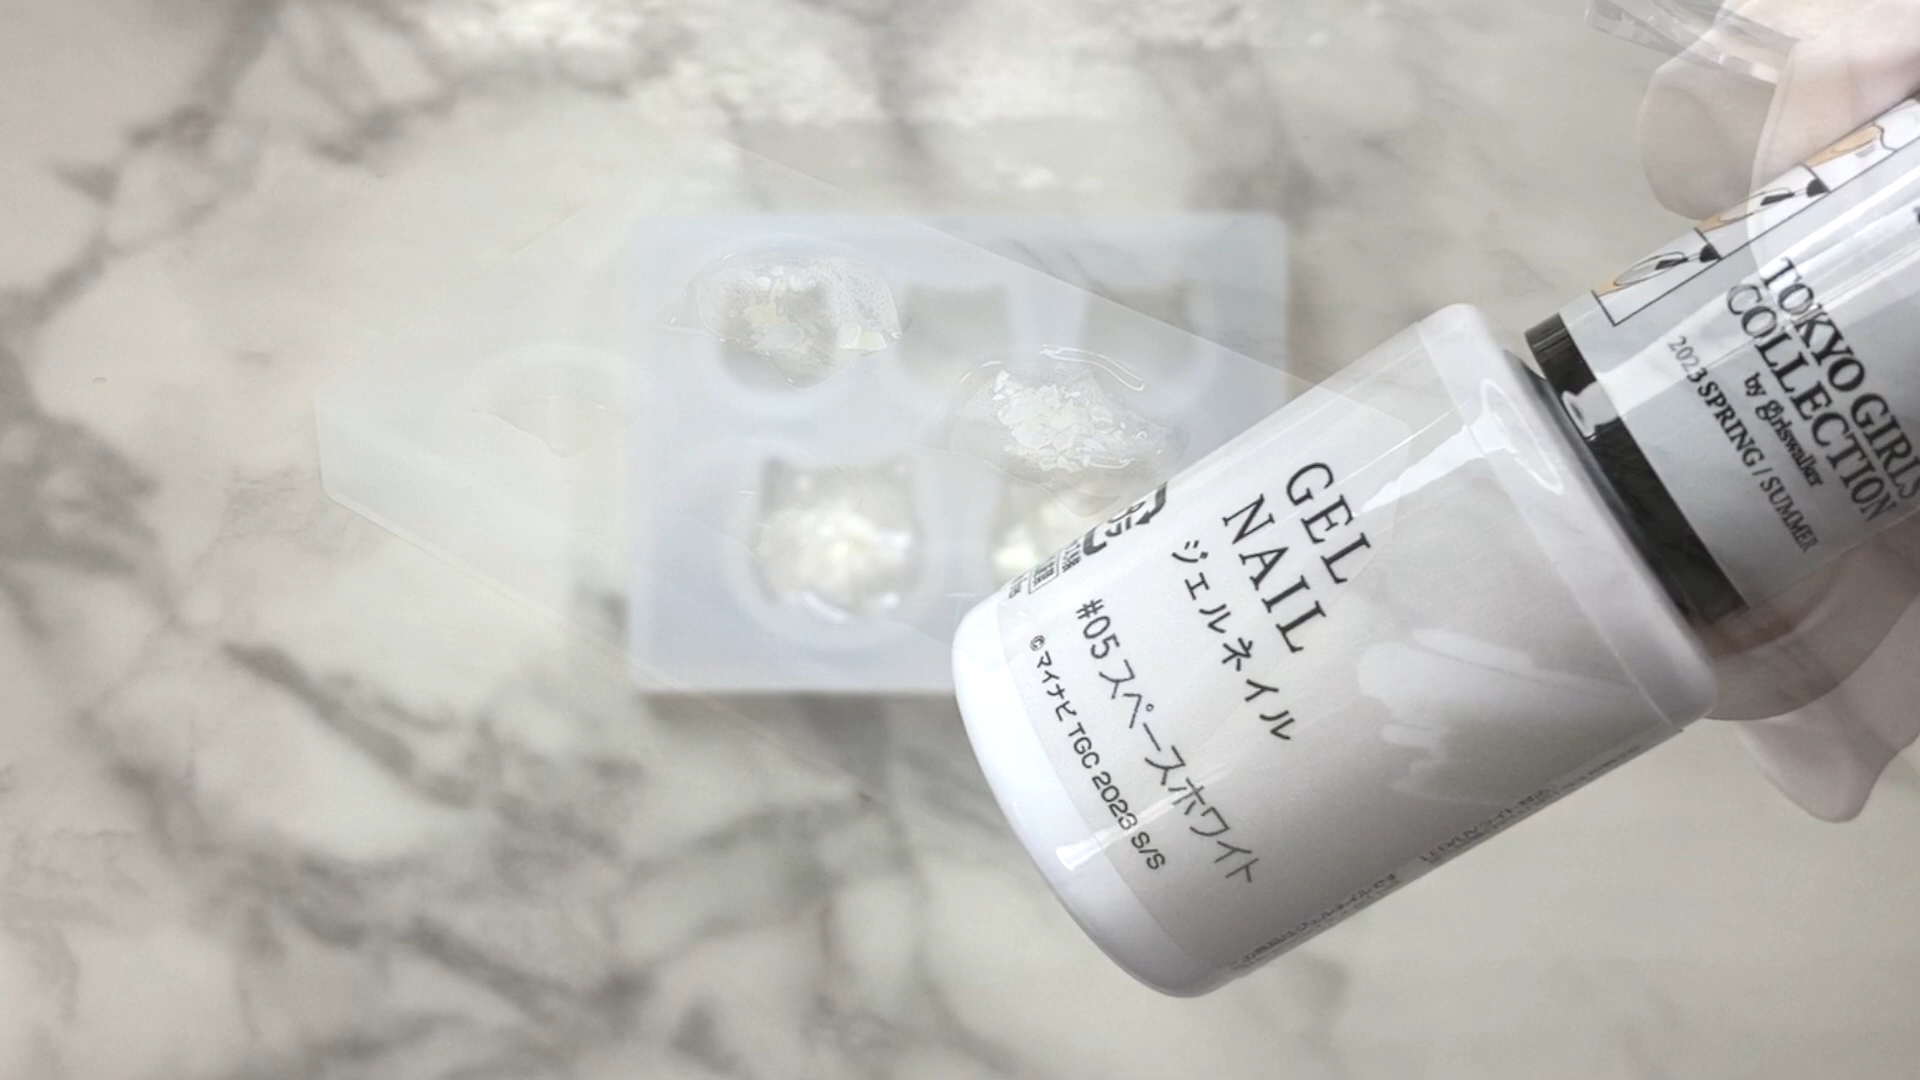 TOKYO GIRLS
COLLECTION
by girlswalker
2023 SPRING / SUMMER
GEL
NAIL
ジェルネイル
#05 スペースホワイト
©マイナビ TGC 2023 S/S